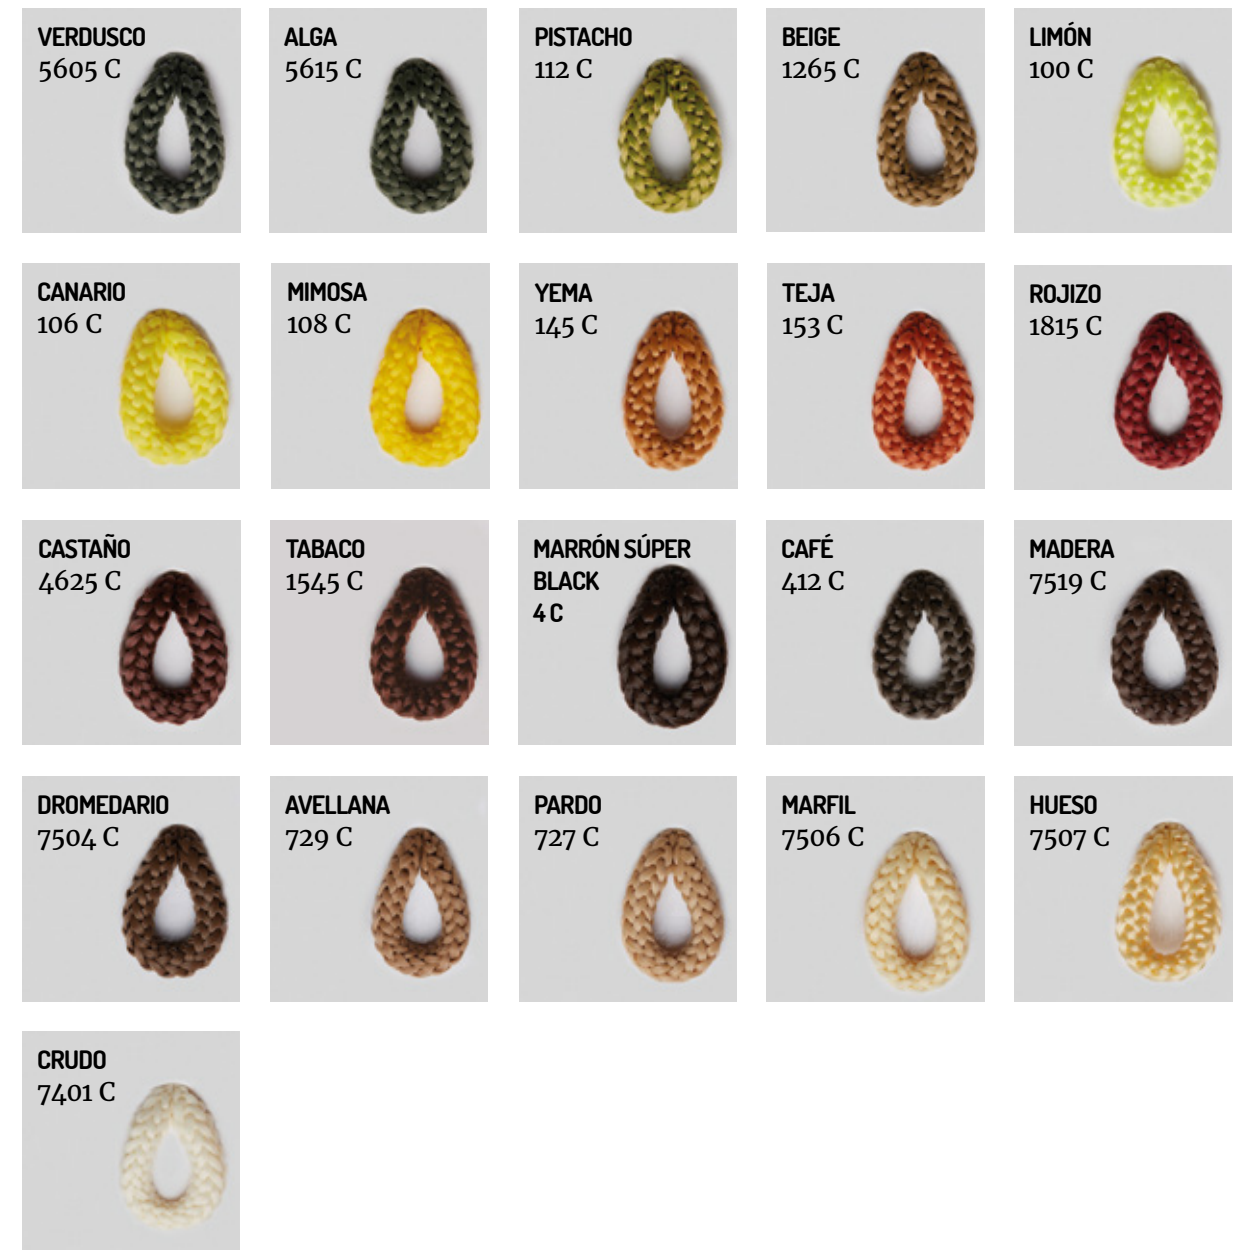 VERDUSCO
5605 C
ALGA
5615 C
PISTACHO
112 C
BEIGE
1265 C
LIMÓN
100 C
CANARIO
106 C
MIMOSA
108 C
YEMA
145 C
TEJA
153 C
ROJIZO
1815 C
CASTAÑO
4625 C
TABACO
1545 C
MARRÓN SÚPER
BLACK
4 C
CAFÉ
412 C
MADERA
7519 C
DROMEDARIO
7504 C
AVELLANA
729 C
PARDO
727 C
MARFIL
7506 C
HUESO
7507 C
CRUDO
7401 C